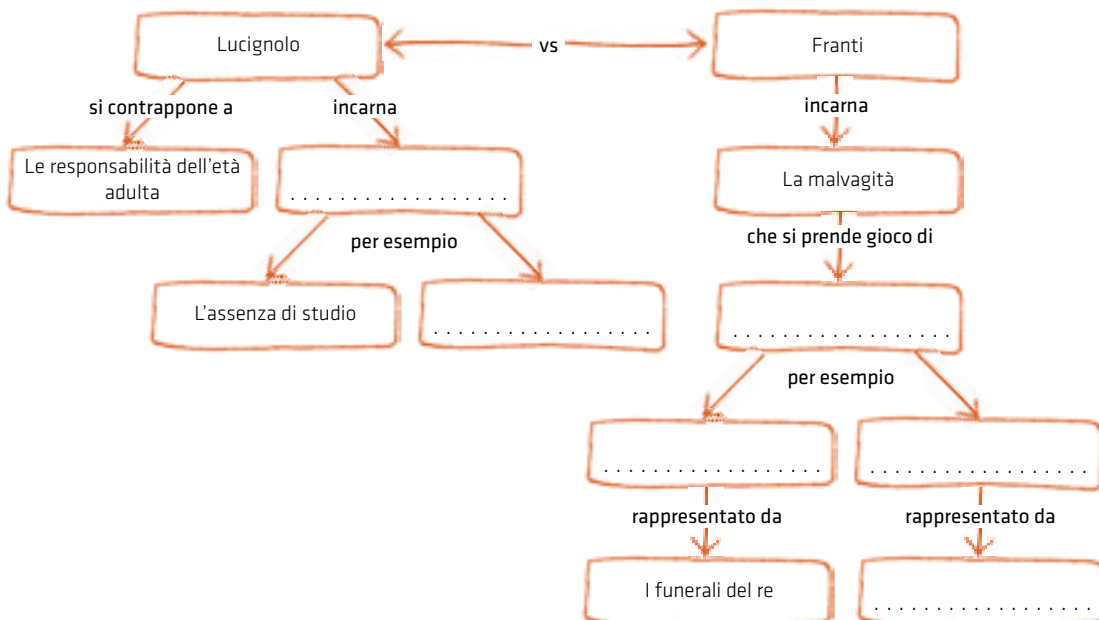 Lucignolo
vs
Franti
si contrappone a
incarna
incarna
Le responsabilità dell'età
adulta
. . . . . . . . . . . . . . . . . .
La malvagità
per esempio
che si prende gioco di
L'assenza di studio
. . . . . . . . . . . . . . . . . .
. . . . . . . . . . . . . . . . . .
per esempio
. . . . . . . . . . . . . . . . . .
. . . . . . . . . . . . . . . . . .
rappresentato da
rappresentato da
I funerali del re
. . . . . . . . . . . . . . . . . .